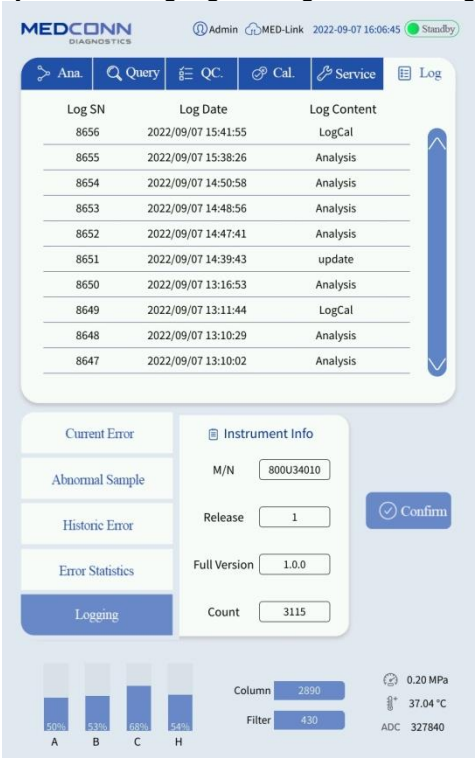 MEDCONN
DIAGNOSTICS
Admin MED-Link 2022-09-07 16:06:45 Standby
Ana. Query QC. Cal. Service Log
Log SN Log Date Log Content
8656 2022/09/07 15:41:55 LogCal
8655 2022/09/07 15:38:26 Analysis
8654 2022/09/07 14:50:58 Analysis
8653 2022/09/07 14:48:56 Analysis
8652 2022/09/07 14:47:41 Analysis
8651 2022/09/07 14:39:43 update
8650 2022/09/07 13:16:53 Analysis
8649 2022/09/07 13:11:44 LogCal
8648 2022/09/07 13:10:29 Analysis
8647 2022/09/07 13:10:02 Analysis
Current Error
Abnormal Sample
Historic Error
Error Statistics
Logging
Instrument Info
M/N 800U34010
Release 1
Full Version 1.0.0
Count 3115
Confirm
50% 53% 68% 54%
A B C H
Column 2890
Filter 430
0.20 MPa
37.04 °C
ADC 327840